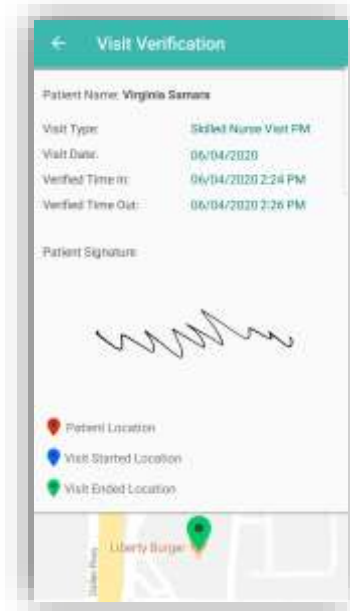 Visit Verification
Patient Name: Virginia Samara
Visit Type: Skilled Nurse Visit PM
Visit Date: 06/04/2020
Verified Time In: 06/04/2020 2:24 PM
Verified Time Out: 06/04/2020 2:26 PM
Patient Signature
Patient Location
Visit Started Location
Visit Ended Location
Liberty Burger
Pkwy